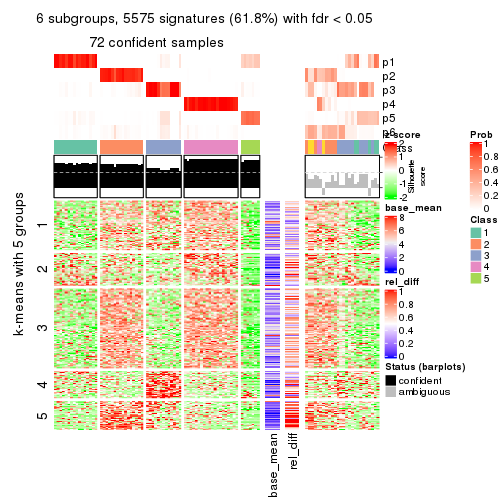 6 subgroups, 5575 signatures (61.8%) with fdr < 0.05
72 confident samples
p1
p2
p3
p4
p5
p6
Class
Silhouette
score
k-means with 5 groups
1
2
3
4
5
base_mean
rel_diff
z-score
2
1
0
-1
-2
base_mean
8
6
4
2
0
rel_diff
1
0.8
0.6
0.4
0.2
0
Status (barplots)
confident
ambiguous
Prob
1
0.8
0.6
0.4
0.2
0
Class
1
2
3
4
5